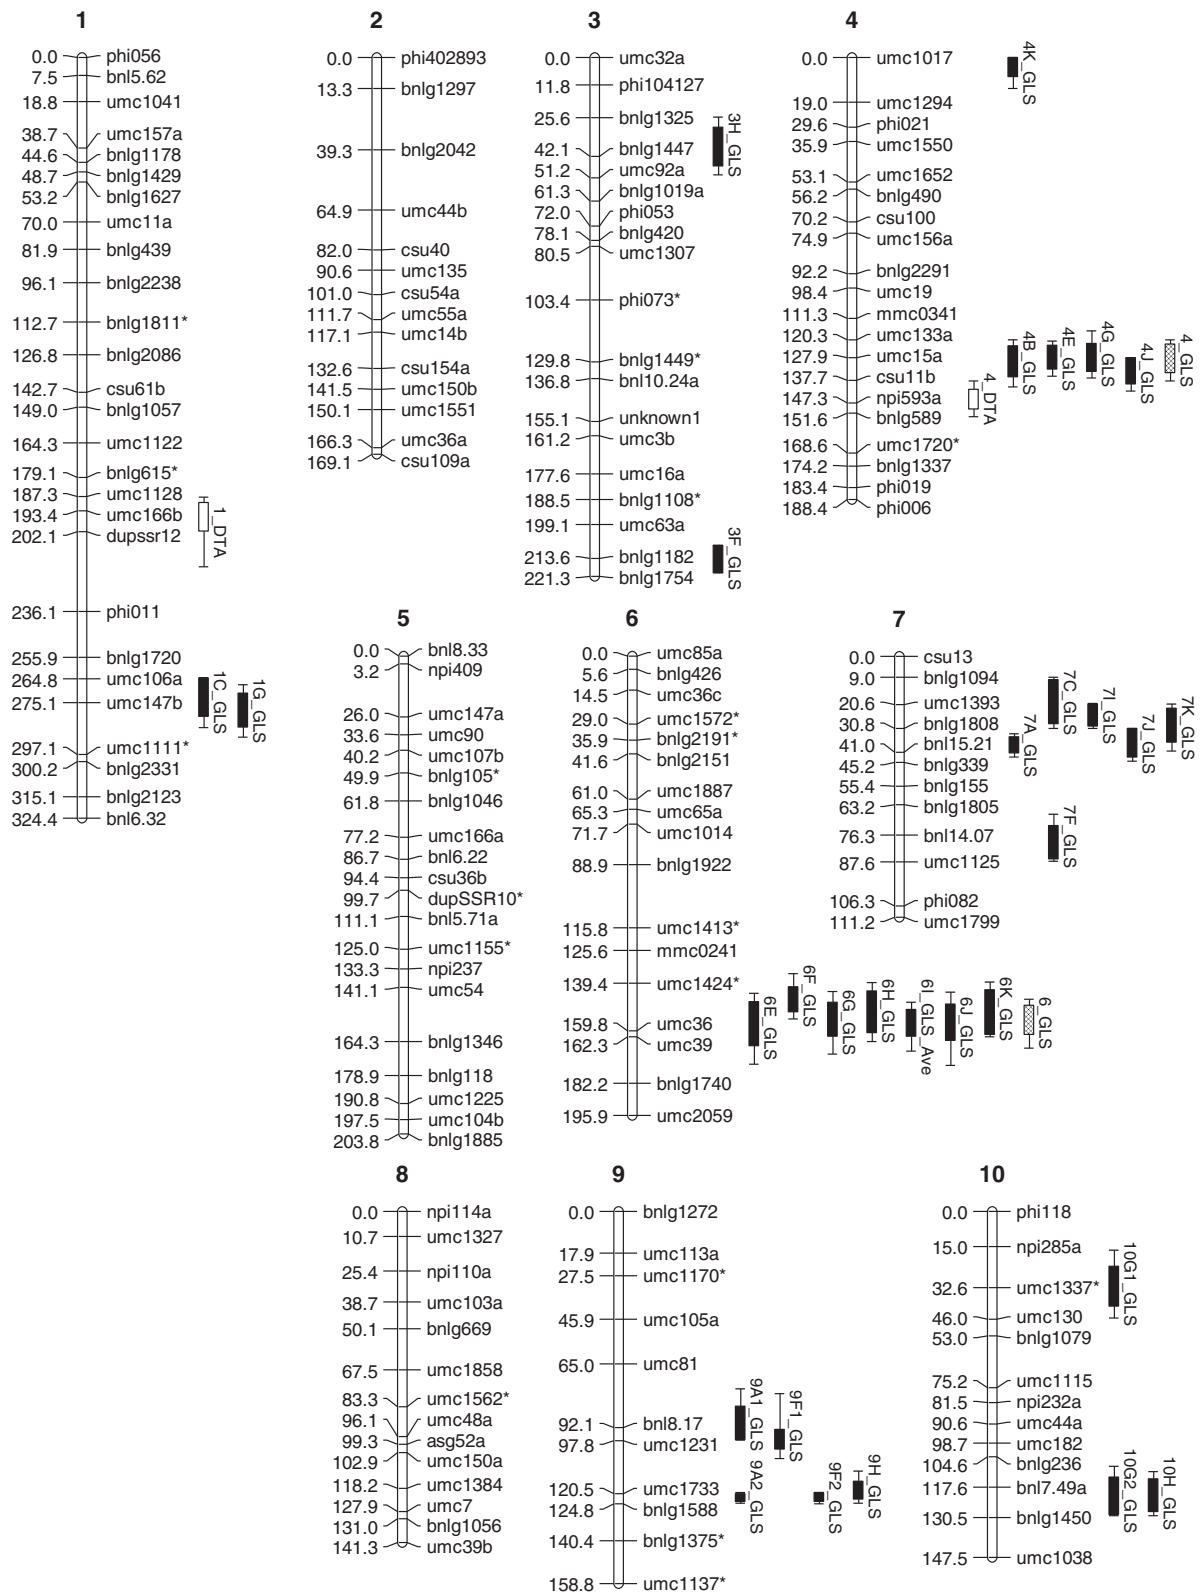 1
0.0 phi056
7.5 bnl5.62
18.8 umc1041
38.7 umc157a
44.6 bnlg1178
48.7 bnlg1429
53.2 bnlg1627
70.0 umc11a
81.9 bnlg439
96.1 bnlg2238
112.7 bnlg1811*
126.8 bnlg2086
142.7 csu61b
149.0 bnlg1057
164.3 umc1122
179.1 bnlg615*
187.3 umc1128
193.4 umc166b
202.1 dupssr12
236.1 phi011
255.9 bnlg1720
264.8 umc106a
275.1 umc147b
297.1 umc1111*
300.2 bnlg2331
315.1 bnlg2123
324.4 bnl6.32
1_DTA
1C_GLS
1G_GLS
2
0.0 phi402893
13.3 bnlg1297
39.3 bnlg2042
64.9 umc44b
82.0 csu40
90.6 umc135
101.0 csu54a
111.7 umc55a
117.1 umc14b
132.6 csu154a
141.5 umc150b
150.1 umc1551
166.3 umc36a
169.1 csu109a
3
0.0 umc32a
11.8 phi104127
25.6 bnlg1325
42.1 bnlg1447
51.2 umc92a
61.3 bnlg1019a
72.0 phi053
78.1 bnlg420
80.5 umc1307
103.4 phi073*
129.8 bnlg1449*
136.8 bnl10.24a
155.1 unknown1
161.2 umc3b
177.6 umc16a
188.5 bnlg1108*
199.1 umc63a
213.6 bnlg1182
221.3 bnlg1754
3H_GLS
3F_GLS
4
0.0 umc1017
19.0 umc1294
29.6 phi021
35.9 umc1550
53.1 umc1652
56.2 bnlg490
70.2 csu100
74.9 umc156a
92.2 bnlg2291
98.4 umc19
111.3 mmc0341
120.3 umc133a
127.9 umc15a
137.7 csu11b
147.3 npi593a
151.6 bnlg589
168.6 umc1720*
174.2 bnlg1337
183.4 phi019
188.4 phi006
4K_GLS
4_DTA
4B_GLS
4E_GLS
4G_GLS
4J_GLS
4_GLS
5
0.0 bnl8.33
3.2 npi409
26.0 umc147a
33.6 umc90
40.2 umc107b
49.9 bnlg105*
61.8 bnlg1046
77.2 umc166a
86.7 bnl6.22
94.4 csu36b
99.7 dupSSR10*
111.1 bnl5.71a
125.0 umc1155*
133.3 npi237
141.1 umc54
164.3 bnlg1346
178.9 bnlg118
190.8 umc1225
197.5 umc104b
203.8 bnlg1885
6
0.0 umc85a
5.6 bnlg426
14.5 umc36c
29.0 umc1572*
35.9 bnlg2191*
41.6 bnlg2151
61.0 umc1887
65.3 umc65a
71.7 umc1014
88.9 bnlg1922
115.8 umc1413*
125.6 mmc0241
139.4 umc1424*
159.8 umc36
162.3 umc39
182.2 bnlg1740
195.9 umc2059
6E_GLS
6F_GLS
6G_GLS
6H_GLS
6I_GLS_Ave
6J_GLS
6K_GLS
6_GLS
7
0.0 csu13
9.0 bnlg1094
20.6 umc1393
30.8 bnlg1808
41.0 bnl15.21
45.2 bnlg339
55.4 bnlg155
63.2 bnlg1805
76.3 bnl14.07
87.6 umc1125
106.3 phi082
111.2 umc1799
7A_GLS
7C_GLS
7I_GLS
7J_GLS
7K_GLS
7F_GLS
8
0.0 npi114a
10.7 umc1327
25.4 npi110a
38.7 umc103a
50.1 bnlg669
67.5 umc1858
83.3 umc1562*
96.1 umc48a
99.3 asg52a
102.9 umc150a
118.2 umc1384
127.9 umc7
131.0 bnlg1056
141.3 umc39b
9
0.0 bnlg1272
17.9 umc113a
27.5 umc1170*
45.9 umc105a
65.0 umc81
92.1 bnl8.17
97.8 umc1231
120.5 umc1733
124.8 bnlg1588
140.4 bnlg1375*
158.8 umc1137*
9A1_GLS
9A2_GLS
9F1_GLS
9F2_GLS
9H_GLS
10
0.0 phi118
15.0 npi285a
32.6 umc1337*
46.0 umc130
53.0 bnlg1079
75.2 umc1115
81.5 npi232a
90.6 umc44a
98.7 umc182
104.6 bnlg236
117.6 bnl7.49a
130.5 bnlg1450
147.5 umc1038
10G1_GLS
10G2_GLS
10H_GLS